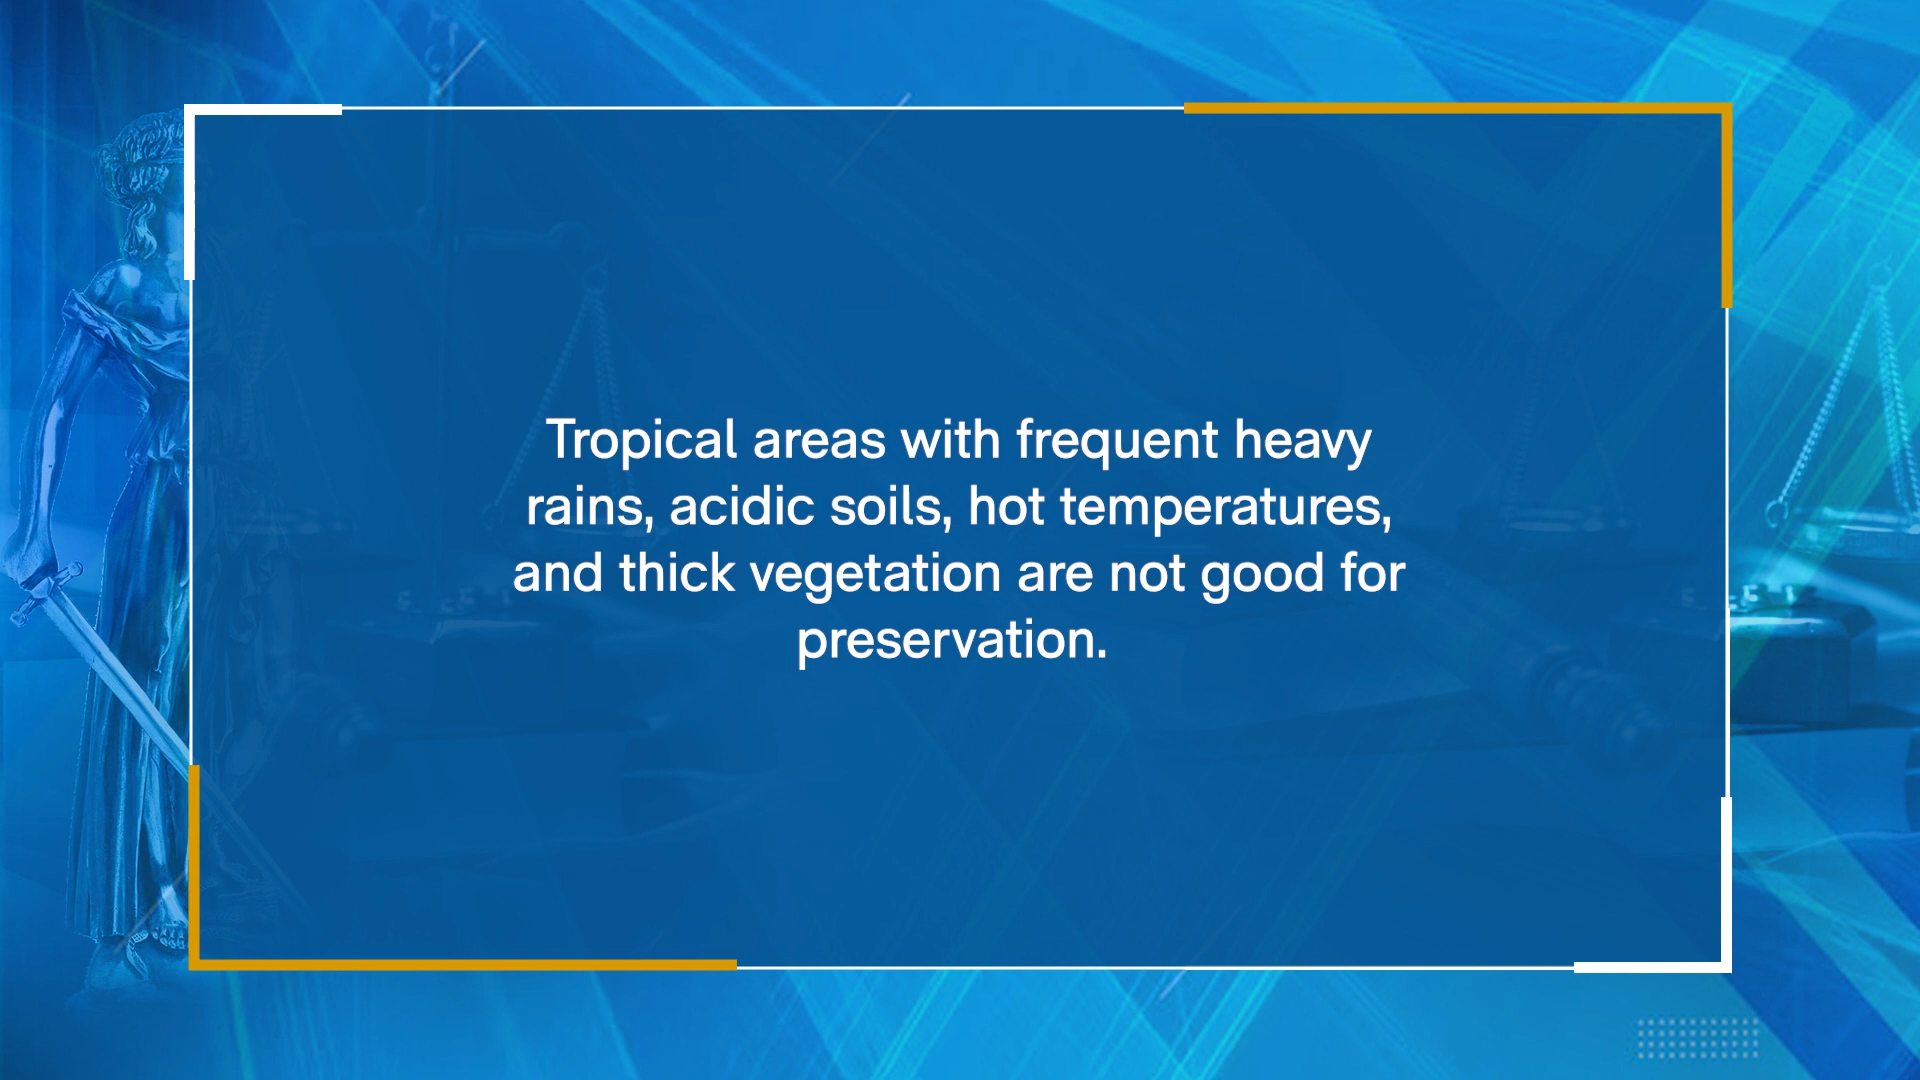 Tropical areas with frequent heavy
rains, acidic soils, hot temperatures,
and thick vegetation are not good for
preservation.